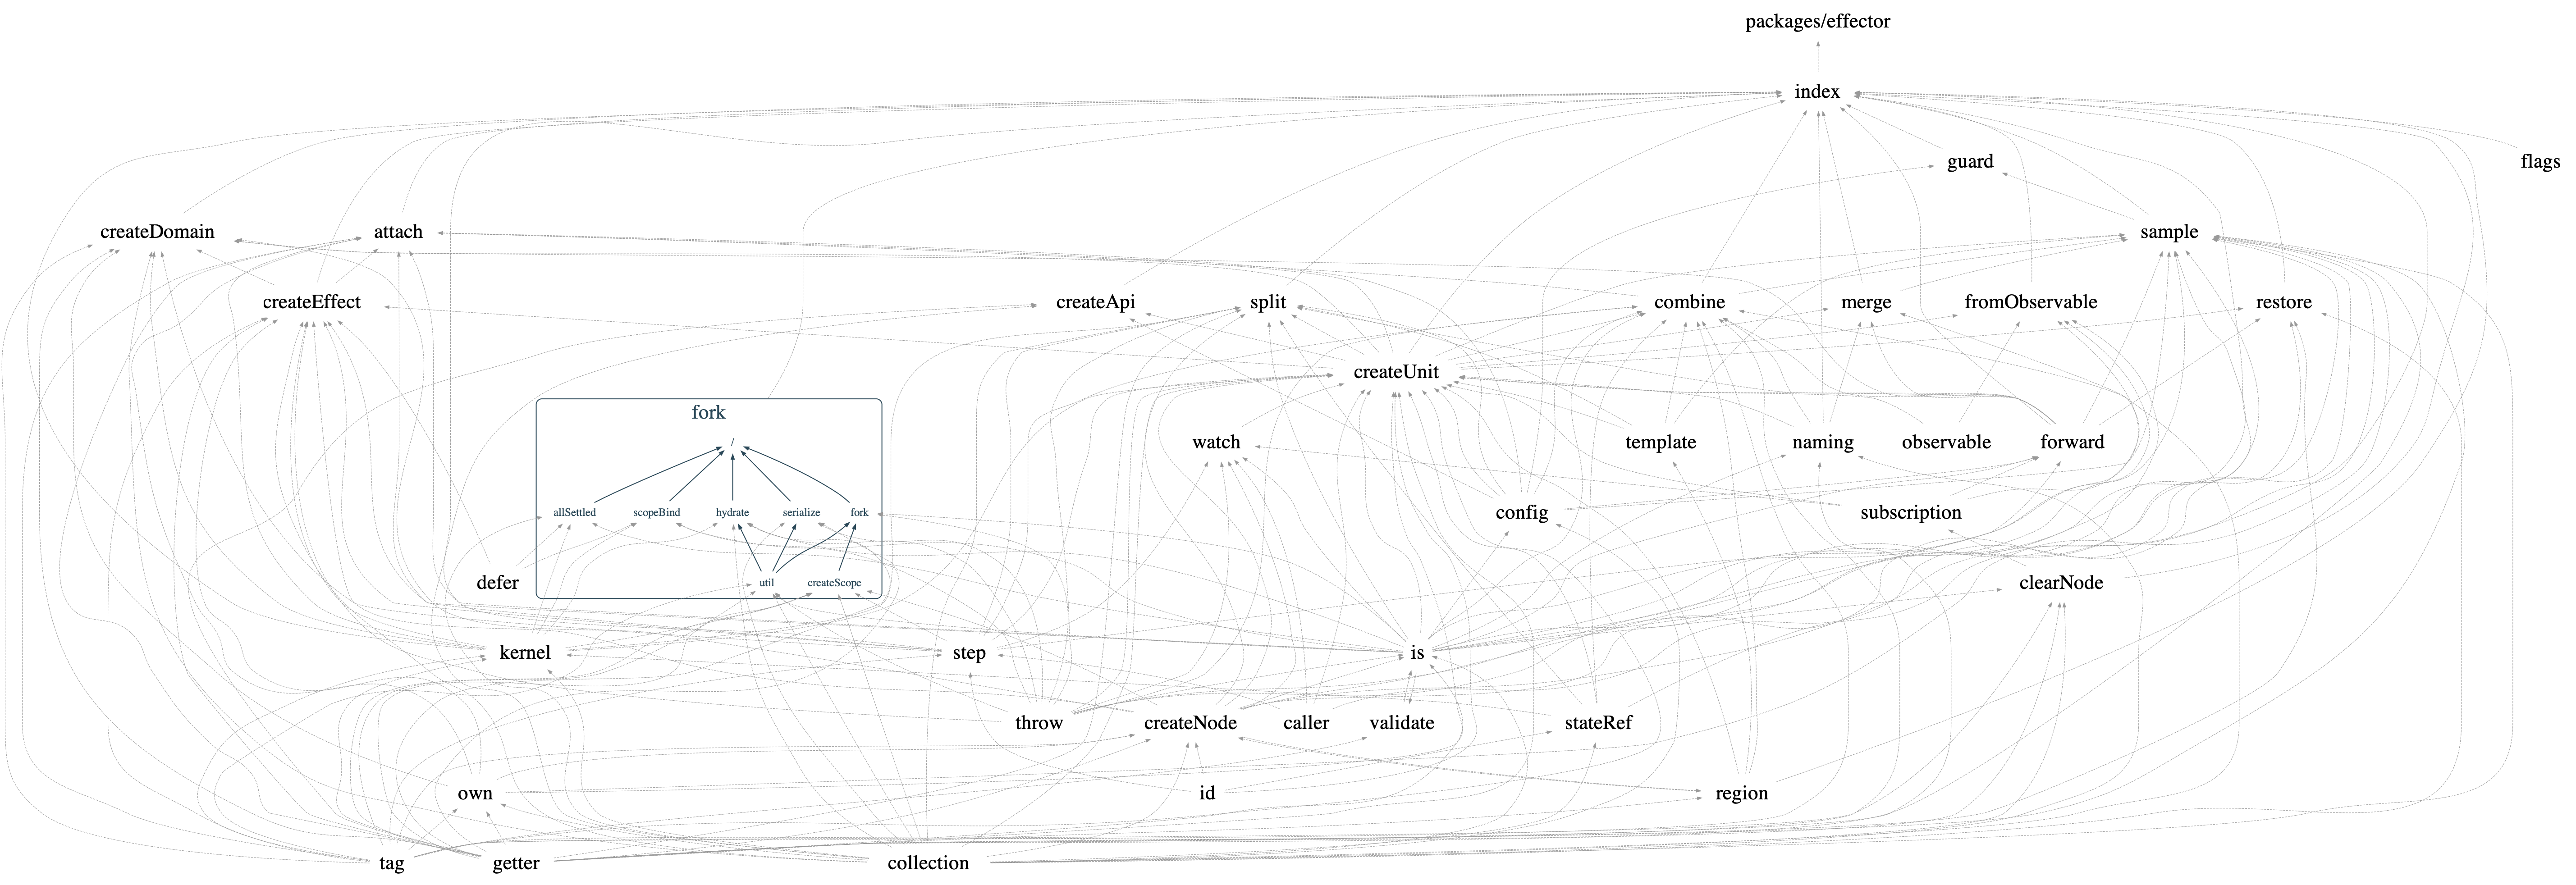 packages/effector
index
guard
flags
createDomain
attach
sample
createEffect
createApi
split
combine
merge
fromObservable
restore
createUnit
fork
/
watch
template
naming
observable
forward
allSettled
scopeBind
hydrate
serialize
fork
config
subscription
defer
util
createScope
clearNode
kernel
step
is
throw
createNode
caller
validate
stateRef
own
id
region
tag
getter
collection